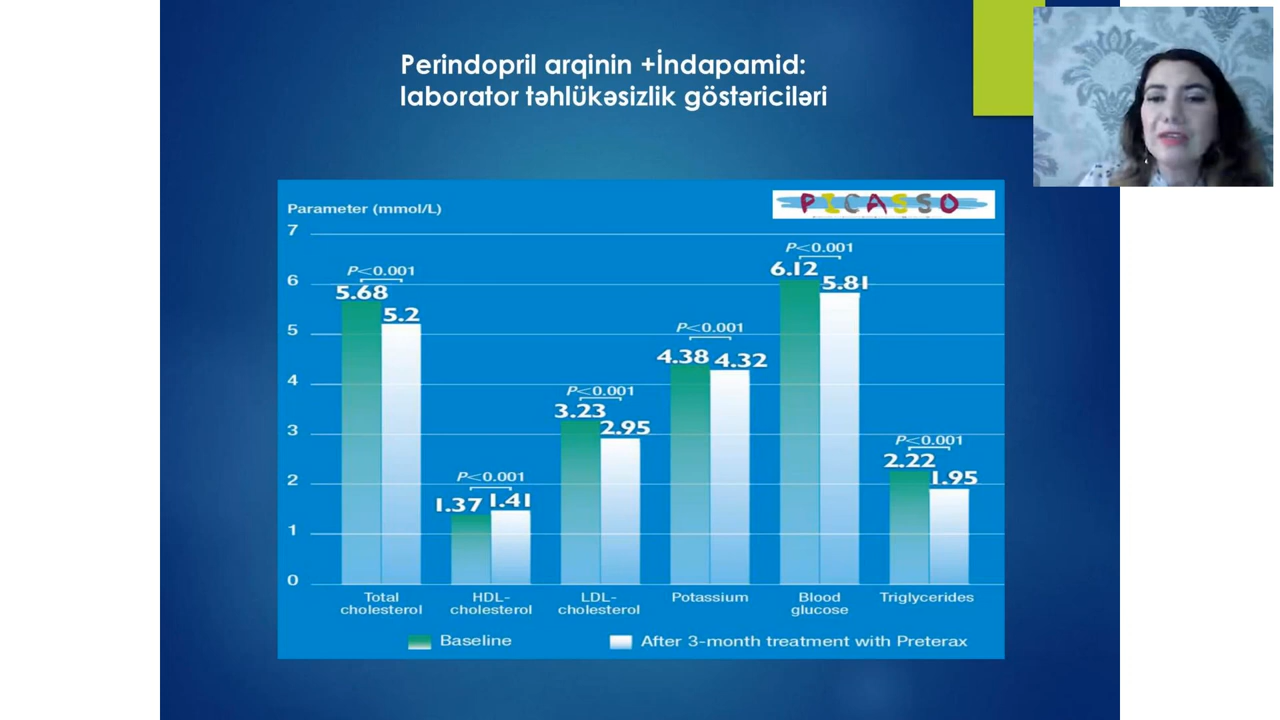 Perindopril arqinin +İndapamid:
laborator təhlükəsizlik göstəriciləri
Parameter (mmol/L)
PICASSO
7
6
5
4
3
2
1
0
P<0.001
5.68
5.2
P<0.001
1.37
1.41
P<0.001
3.23
2.95
P<0.001
4.38
4.32
P<0.001
6.12
5.81
P<0.001
2.22
1.95
Total
cholesterol
HDL-
cholesterol
LDL-
cholesterol
Potassium
Blood
glucose
Triglycerides
Baseline
After 3-month treatment with Preterax